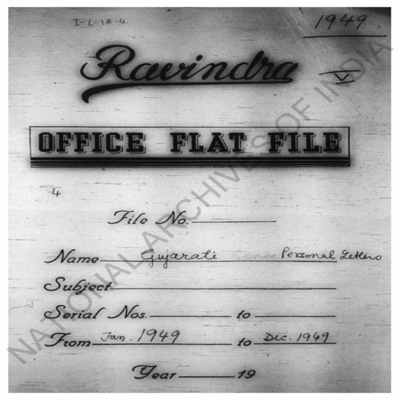 1949
Ravindra
V
OFFICE FLAT FILE
4
File No.
Name Gujarati Personal Letters
Subject
Serial Nos. to
From Jan. 1949 to Dec. 1949
Year 19
NATIONAL ARCHIVES OF INDIA